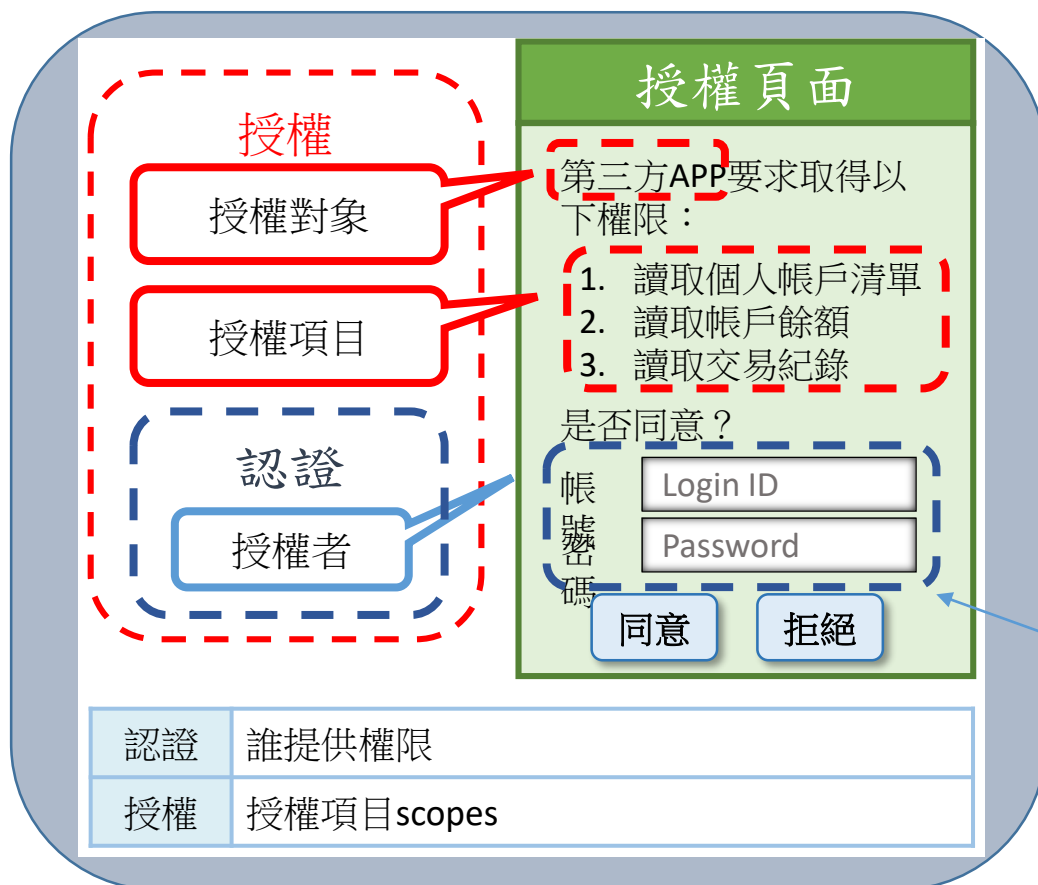 授權
授權對象
授權項目
認證
授權者
授權頁面
第三方APP要求取得以
下權限：
1. 讀取個人帳戶清單
2. 讀取帳戶餘額
3. 讀取交易紀錄
是否同意？
帳號
Login ID
密碼
Password
同意
拒絕
認證 誰提供權限
授權 授權項目scopes